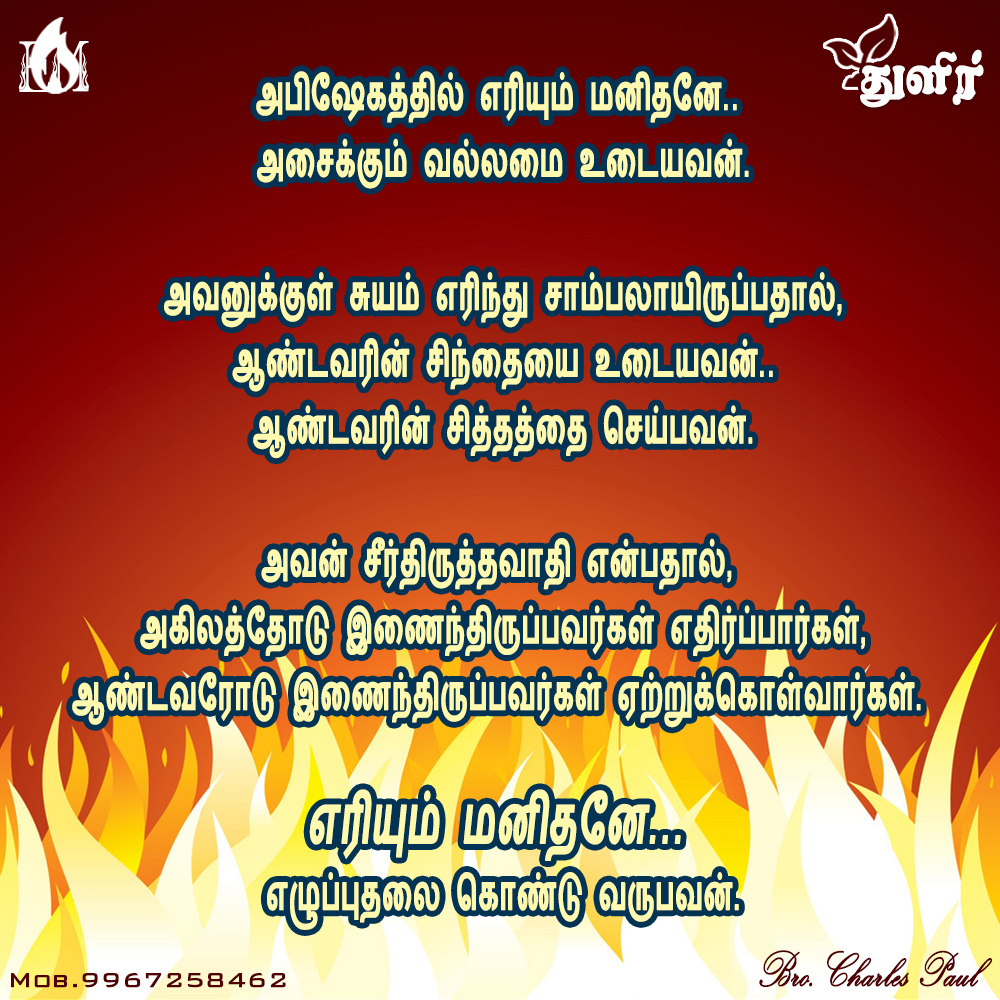 துளிர்
அபிஷேகத்தில் எரியும் மனிதனே..
அசைக்கும் வல்லமை உடையவன்.
அவனுக்குள் சுயம் எரிந்து சாம்பலாயிருப்பதால்,
ஆண்டவரின் சிந்தையை உடையவன்..
ஆண்டவரின் சித்தத்தை செய்பவன்.
அவன் சீர்திருத்தவாதி என்பதால்,
அகிலத்தோடு இணைந்திருப்பவர்கள் எதிர்ப்பார்கள்,
ஆண்டவரோடு இணைந்திருப்பவர்கள் ஏற்றுக்கொள்வார்கள்.
எரியும் மனிதனே...
எழுப்புதலை கொண்டு வருபவன்.
Mob.9967258462
Bro. Charles Paul